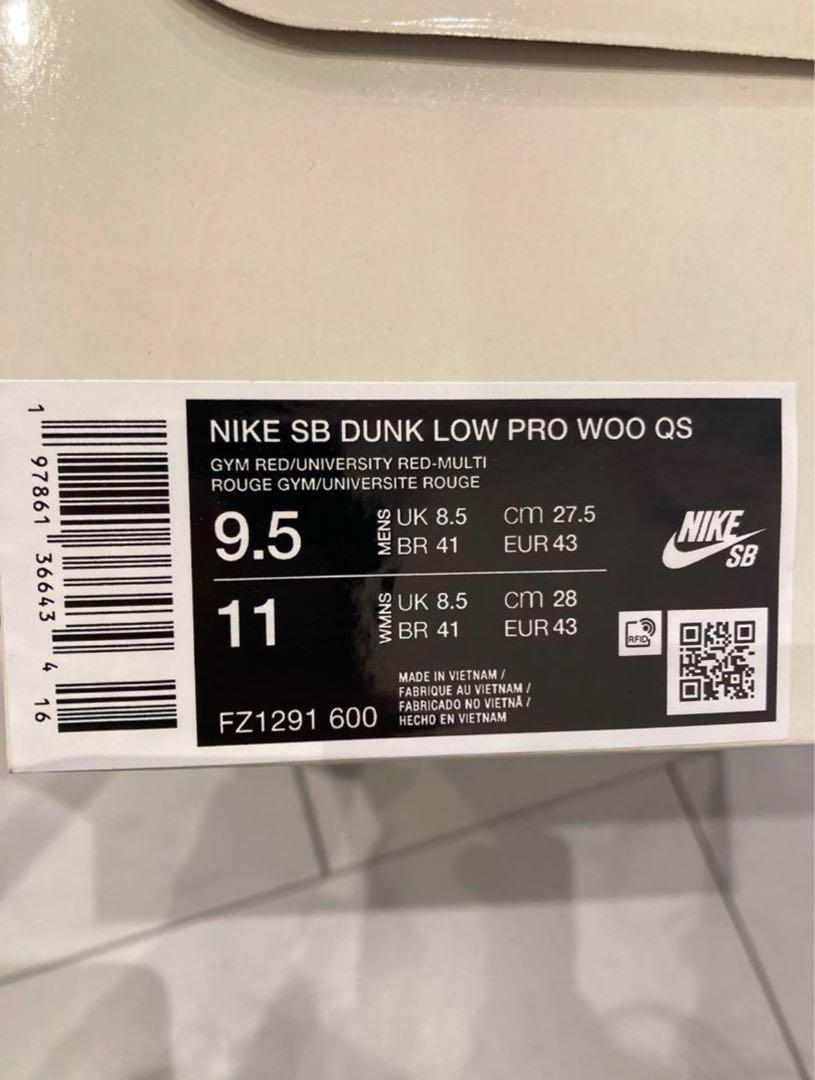 NIKE SB DUNK LOW PRO WOO QS
GYM RED/UNIVERSITY RED-MULTI
ROUGE GYM/UNIVERSITE ROUGE
9.5
MENS
UK 8.5 cm 27.5
BR 41 EUR 43
11
WMNS
UK 8.5 cm 28
BR 41 EUR 43
FZ1291 600
MADE IN VIETNAM /
FABRIQUE AU VIETNAM /
FABRICADO NO VIETNÃ /
HECHO EN VIETNAM
NIKE
SB
RFID
1 97861 36643 4 16